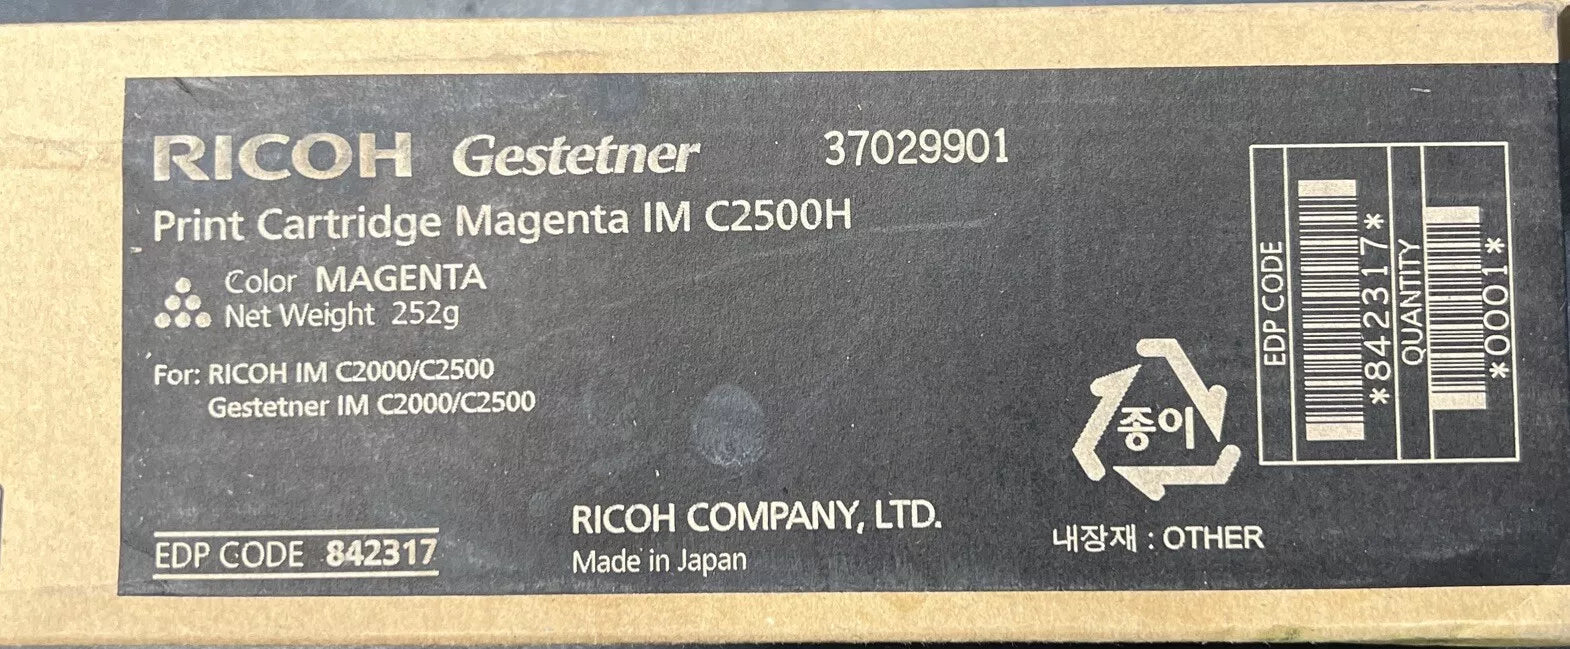 RICOH Gestetner 37029901
Print Cartridge Magenta IM C2500H
Color MAGENTA
Net Weight 252g
For: RICOH IM C2000/C2500
Gestetner IM C2000/C2500
EDP CODE 842317
RICOH COMPANY, LTD.
Made in Japan
종이
내장재 : OTHER
EDP CODE
*842317*
QUANTITY
*0001*